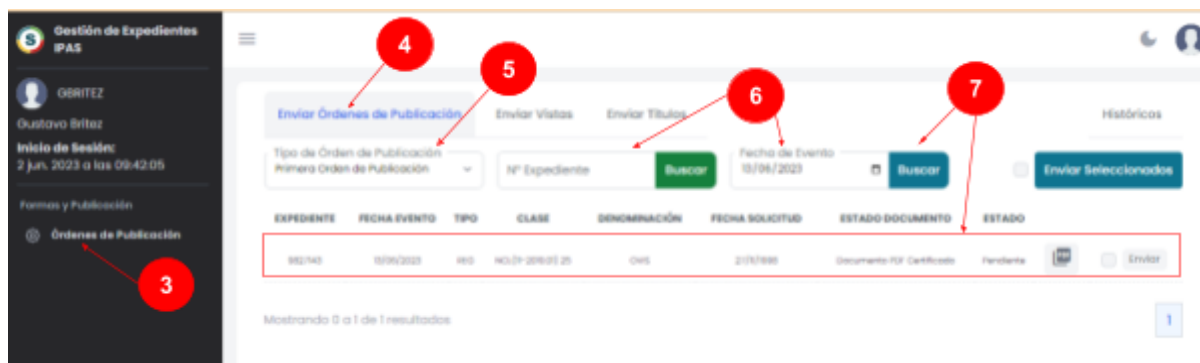 Gestión de Expedientes
IPAS
GBRITEZ
Gustavo Britez
Inicio de Sesión:
2 jun. 2023 a las 09:42:05
Formas y Publicación
Órdenes de Publicación
3
4
5
6
7
Enviar Órdenes de Publicación
Enviar Vistas
Enviar Títulos
Históricos
Tipo de Órden de Publicación
Primera Orden de Publicación
N° Expediente
Buscar
Fecha de Evento
13/06/2023
Buscar
Enviar Seleccionados
EXPEDIENTE FECHA EVENTO TIPO CLASE DENOMINACIÓN FECHA SOLICITUD ESTADO DOCUMENTO ESTADO
REG OWS Documento PDF Certificado Pendiente Enviar
Mostrando 0 a 1 de 1 resultados
1